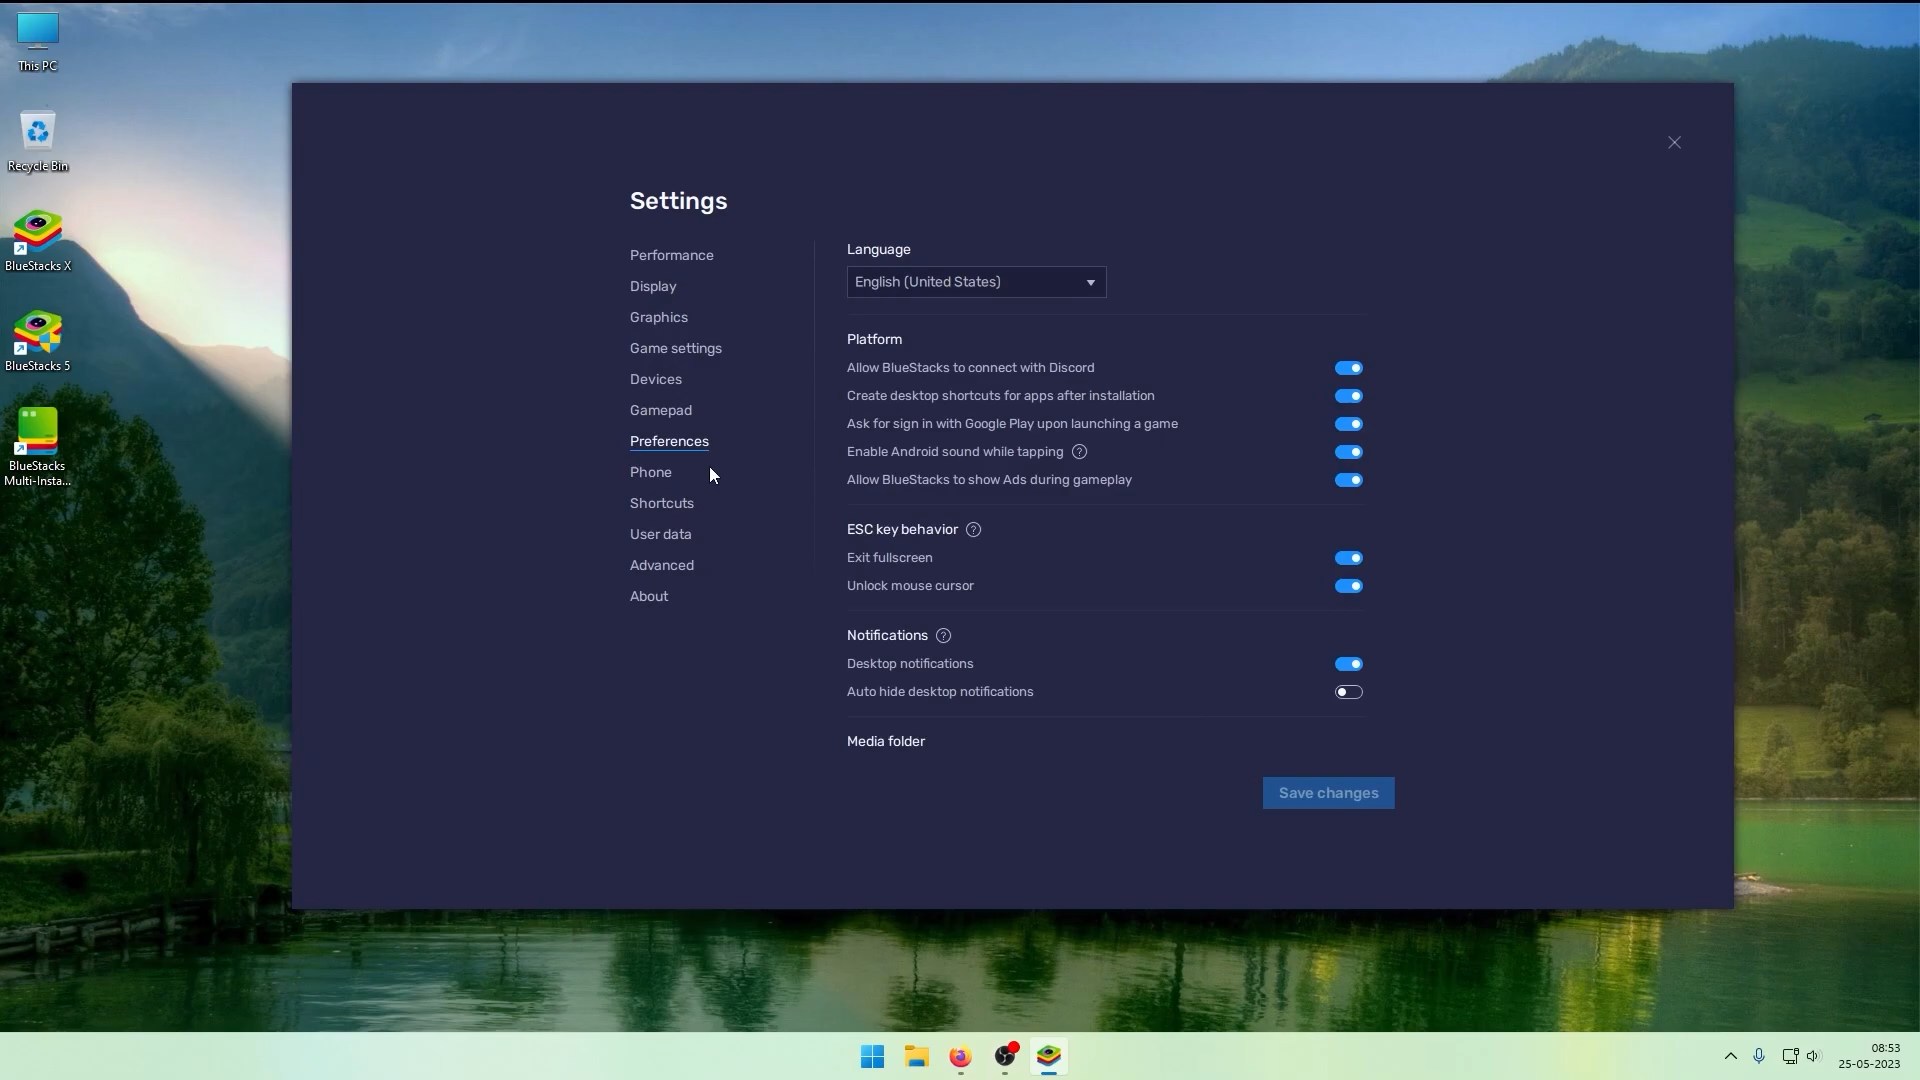 This PC
Recycle Bin
BlueStacks X
BlueStacks 5
BlueStacks
Multi-Insta...
Settings
Performance
Display
Graphics
Game settings
Devices
Gamepad
Preferences
Phone
Shortcuts
User data
Advanced
About
Language
English (United States)
Platform
Allow BlueStacks to connect with Discord
Create desktop shortcuts for apps after installation
Ask for sign in with Google Play upon launching a game
Enable Android sound while tapping ?
Allow BlueStacks to show Ads during gameplay
ESC key behavior ?
Exit fullscreen
Unlock mouse cursor
Notifications ?
Desktop notifications
Auto hide desktop notifications
Media folder
Save changes
08:53
25-05-2023